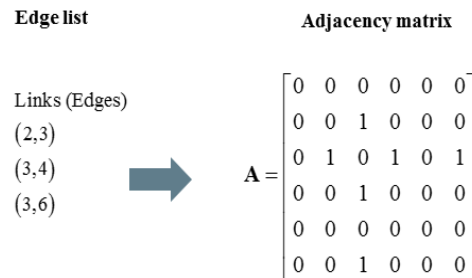 Edge list
Links (Edges)
(2,3)
(3,4)
(3,6)
Adjacency matrix
A =
0 0 0 0 0 0
0 0 1 0 0 0
0 1 0 1 0 1
0 0 1 0 0 0
0 0 0 0 0 0
0 0 1 0 0 0